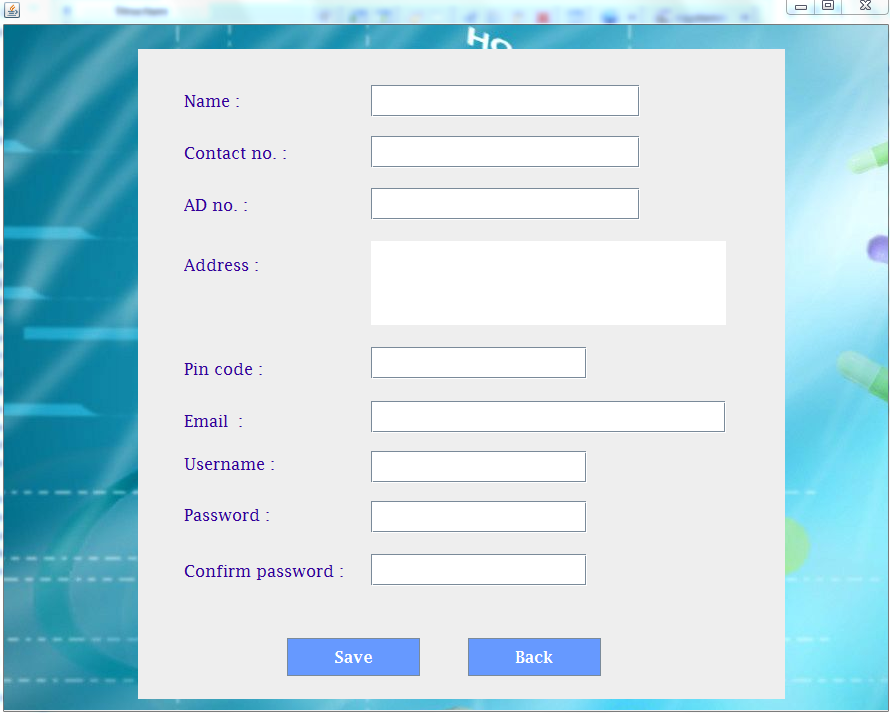 Name :
Contact no. :
AD no. :
Address :
Pin code :
Email  :
Username :
Password :
Confirm password :
Save
Back